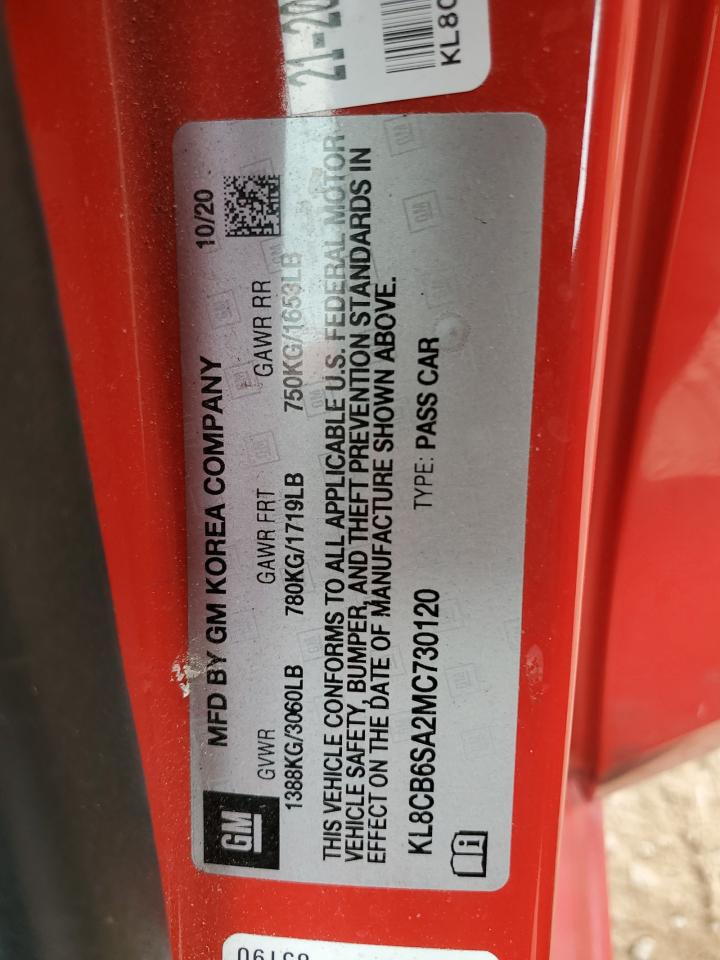 MFD BY GM KOREA COMPANY 10/20
GM
GVWR GAWR FRT GAWR RR
1388KG/3060LB 780KG/1719LB 750KG/1653LB
THIS VEHICLE CONFORMS TO ALL APPLICABLE U.S. FEDERAL MOTOR
VEHICLE SAFETY, BUMPER, AND THEFT PREVENTION STANDARDS IN
EFFECT ON THE DATE OF MANUFACTURE SHOWN ABOVE.
KL8CB6SA2MC730120 TYPE: PASS CAR